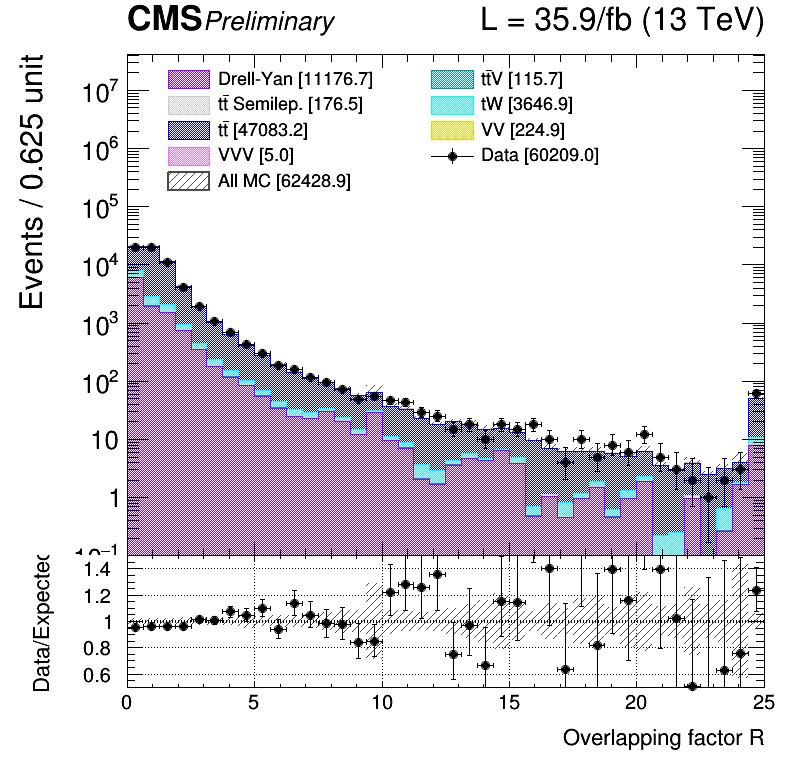 CMS Preliminary L = 35.9/fb (13 TeV)
Events / 0.625 unit
Drell-Yan [11176.7]
tt̄ Semilep. [176.5]
tt̄ [47083.2]
VVV [5.0]
All MC [62428.9]
tt̄V [115.7]
tW [3646.9]
VV [224.9]
Data [60209.0]
10⁷
10⁶
10⁵
10⁴
10³
10²
10
1
10⁻¹
Data/Expected
1.4
1.2
1
0.8
0.6
0 5 10 15 20 25
Overlapping factor R